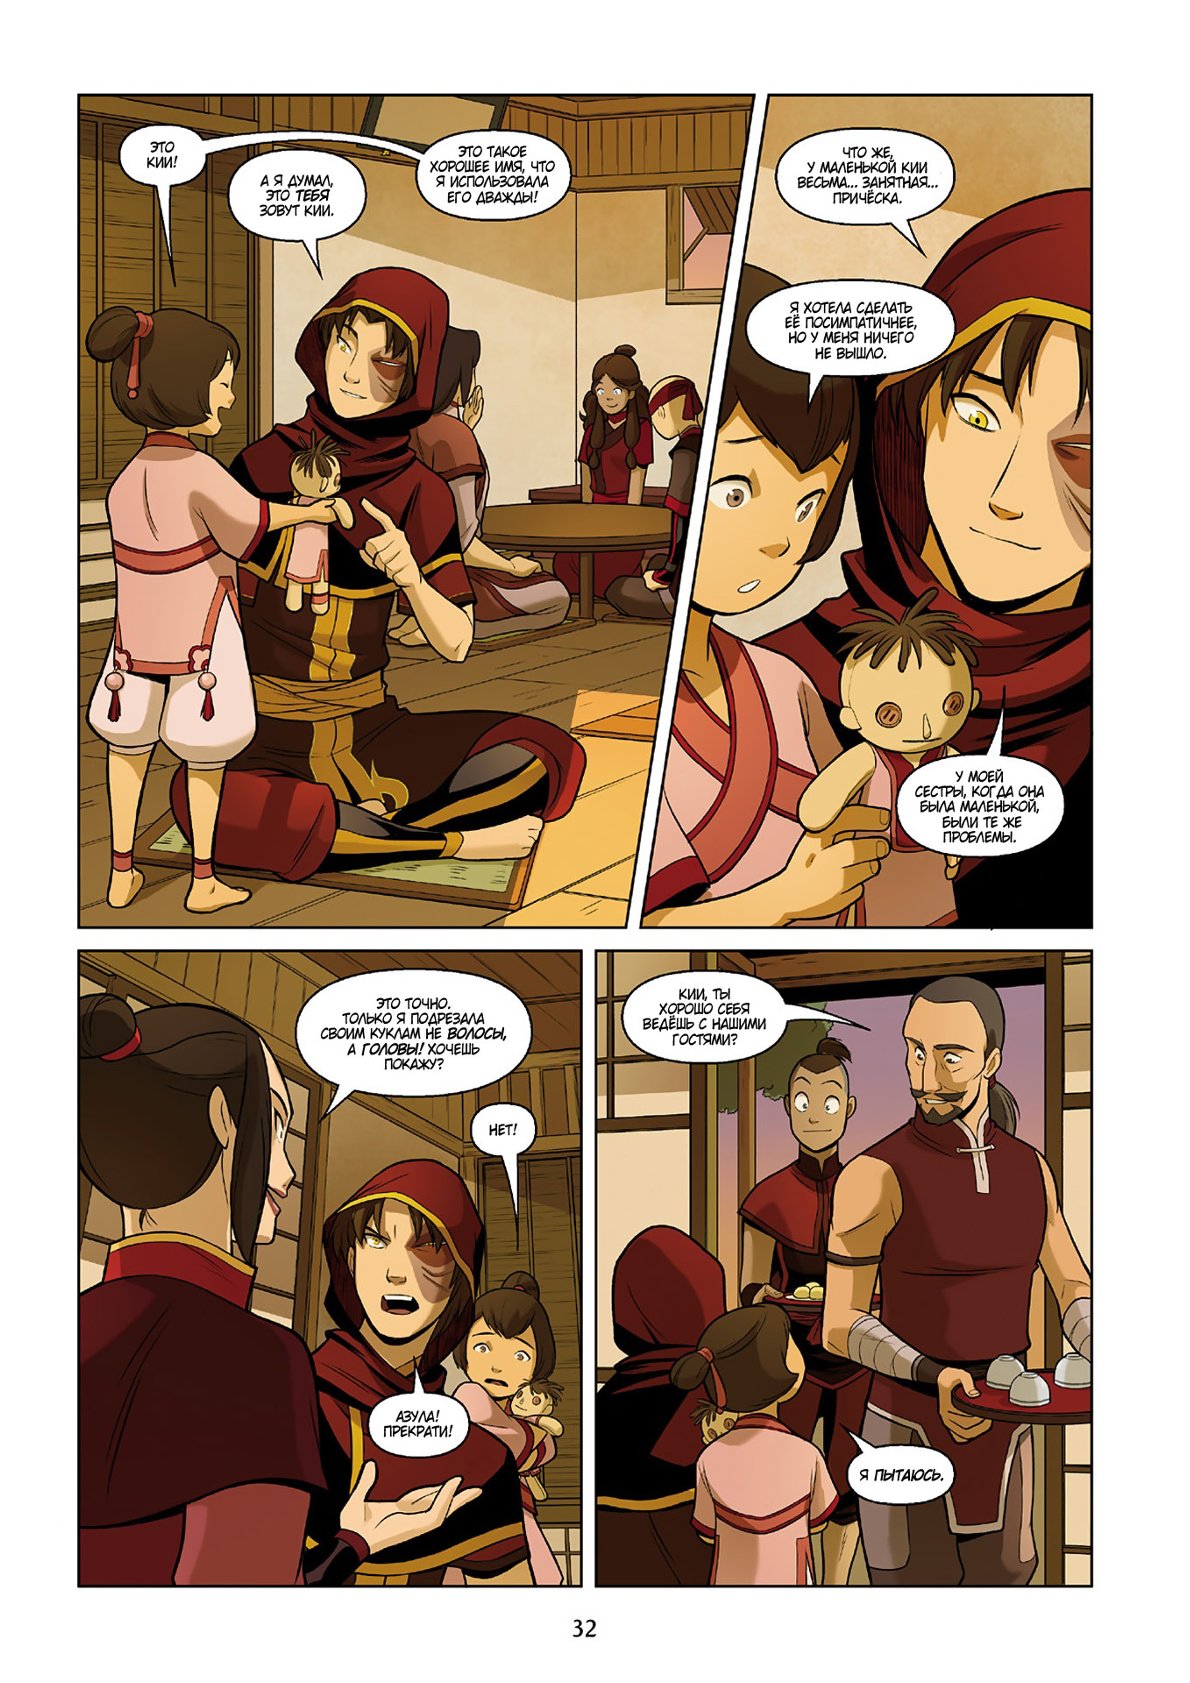 ЭТО
КИИ!
А Я ДУМАЛ,
ЭТО ТЕБЯ
ЗОВУТ КИИ.
ЭТО ТАКОЕ
ХОРОШЕЕ ИМЯ, ЧТО
Я ИСПОЛЬЗОВАЛА
ЕГО ДВАЖДЫ!
ЧТО ЖЕ,
У МАЛЕНЬКОЙ КИИ
ВЕСЬМА... ЗАНЯТНАЯ...
ПРИЧЁСКА.
Я ХОТЕЛА СДЕЛАТЬ
ЕЁ ПОСИМПАТИЧНЕЕ,
НО У МЕНЯ НИЧЕГО
НЕ ВЫШЛО.
У МОЕЙ
СЕСТРЫ, КОГДА ОНА
БЫЛА МАЛЕНЬКОЙ,
БЫЛИ ТЕ ЖЕ
ПРОБЛЕМЫ.
ЭТО ТОЧНО.
ТОЛЬКО Я ПОДРЕЗАЛА
СВОИМ КУКЛАМ НЕ ВОЛОСЫ,
А ГОЛОВЫ! ХОЧЕШЬ
ПОКАЖУ?
НЕТ!
АЗУЛА!
ПРЕКРАТИ!
КИИ, ТЫ
ХОРОШО СЕБЯ
ВЕДЁШЬ С НАШИМИ
ГОСТЯМИ?
Я ПЫТАЮСЬ.
32